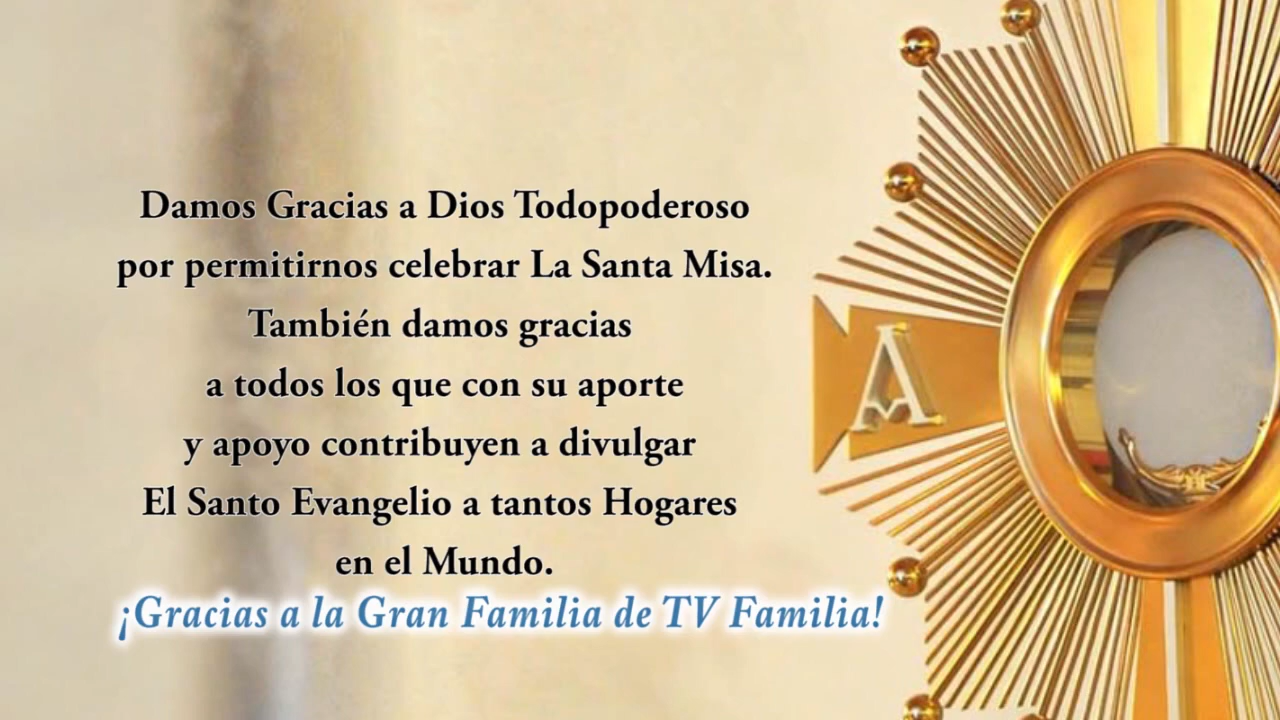 Damos Gracias a Dios Todopoderoso
por permitirnos celebrar La Santa Misa.
También damos gracias
a todos los que con su aporte
y apoyo contribuyen a divulgar
El Santo Evangelio a tantos Hogares
en el Mundo.
¡Gracias a la Gran Familia de TV Familia!
A